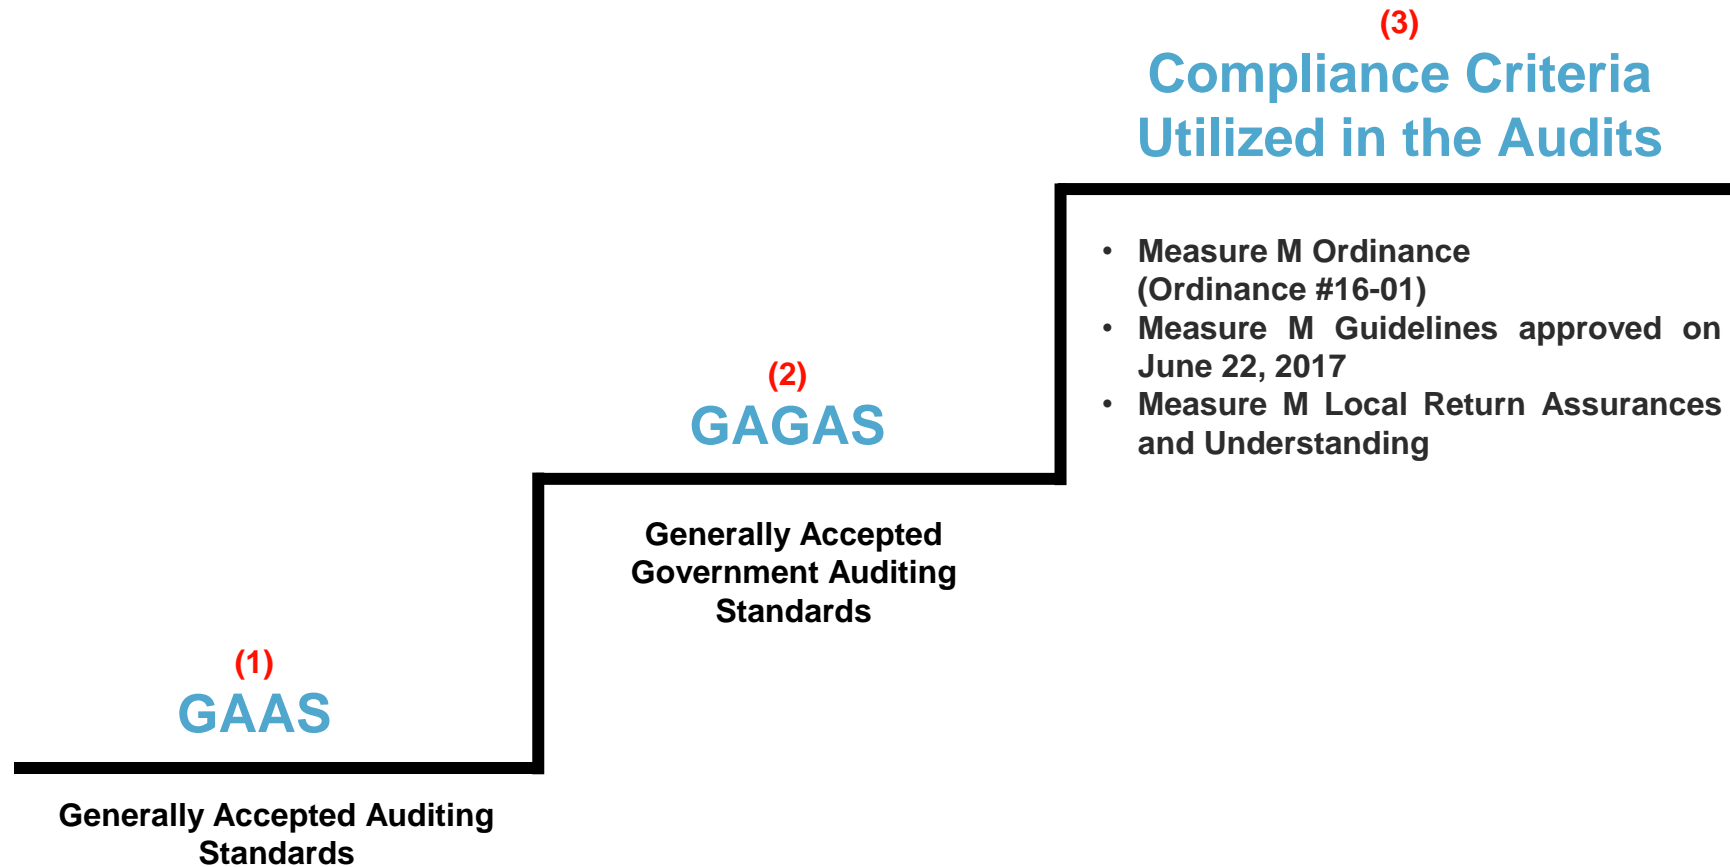 (3)
Compliance Criteria
Utilized in the Audits
• Measure M Ordinance
(Ordinance #16-01)
• Measure M Guidelines approved on
June 22, 2017
• Measure M Local Return Assurances
and Understanding
(2)
GAGAS
Generally Accepted
Government Auditing
Standards
(1)
GAAS
Generally Accepted Auditing
Standards